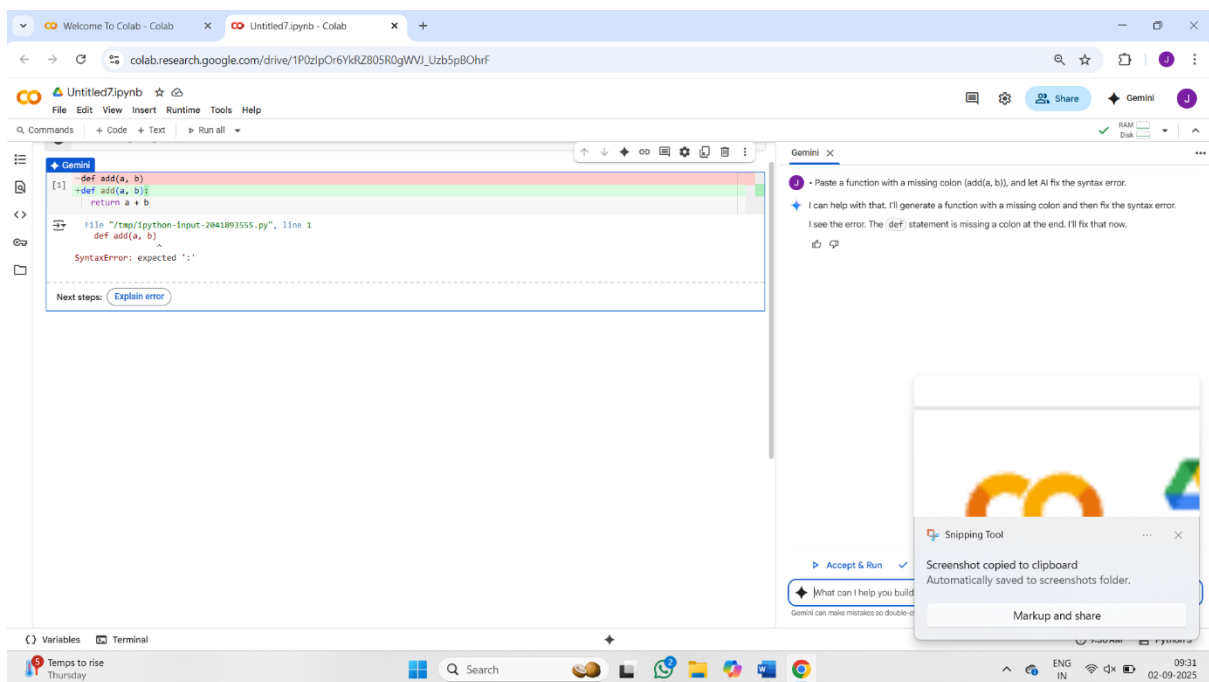 Welcome To Colab - Colab
Untitled7.ipynb - Colab
colab.research.google.com/drive/1P0zIpOr6YkRZ805R0gWVJ_Uzb5pBOhrF
Untitled7.ipynb
File Edit View Insert Runtime Tools Help
Share
Gemini
J
Commands + Code + Text Run all
RAM
Disk
Gemini
[1] -def add(a, b)
+def add(a, b):
return a + b
File "/tmp/ipython-input-2041893555.py", line 1
def add(a, b)
^
SyntaxError: expected ':'
Next steps: Explain error
Gemini
J • Paste a function with a missing colon (add(a, b)), and let AI fix the syntax error.
I can help with that. I'll generate a function with a missing colon and then fix the syntax error.
I see the error. The def statement is missing a colon at the end. I'll fix that now.
Accept & Run
What can I help you build
Gemini can make mistakes so double-c
Snipping Tool
Screenshot copied to clipboard
Automatically saved to screenshots folder.
Markup and share
Variables Terminal
5 Temps to rise
Thursday
Search
2
ENG
IN
09:31
02-09-2025